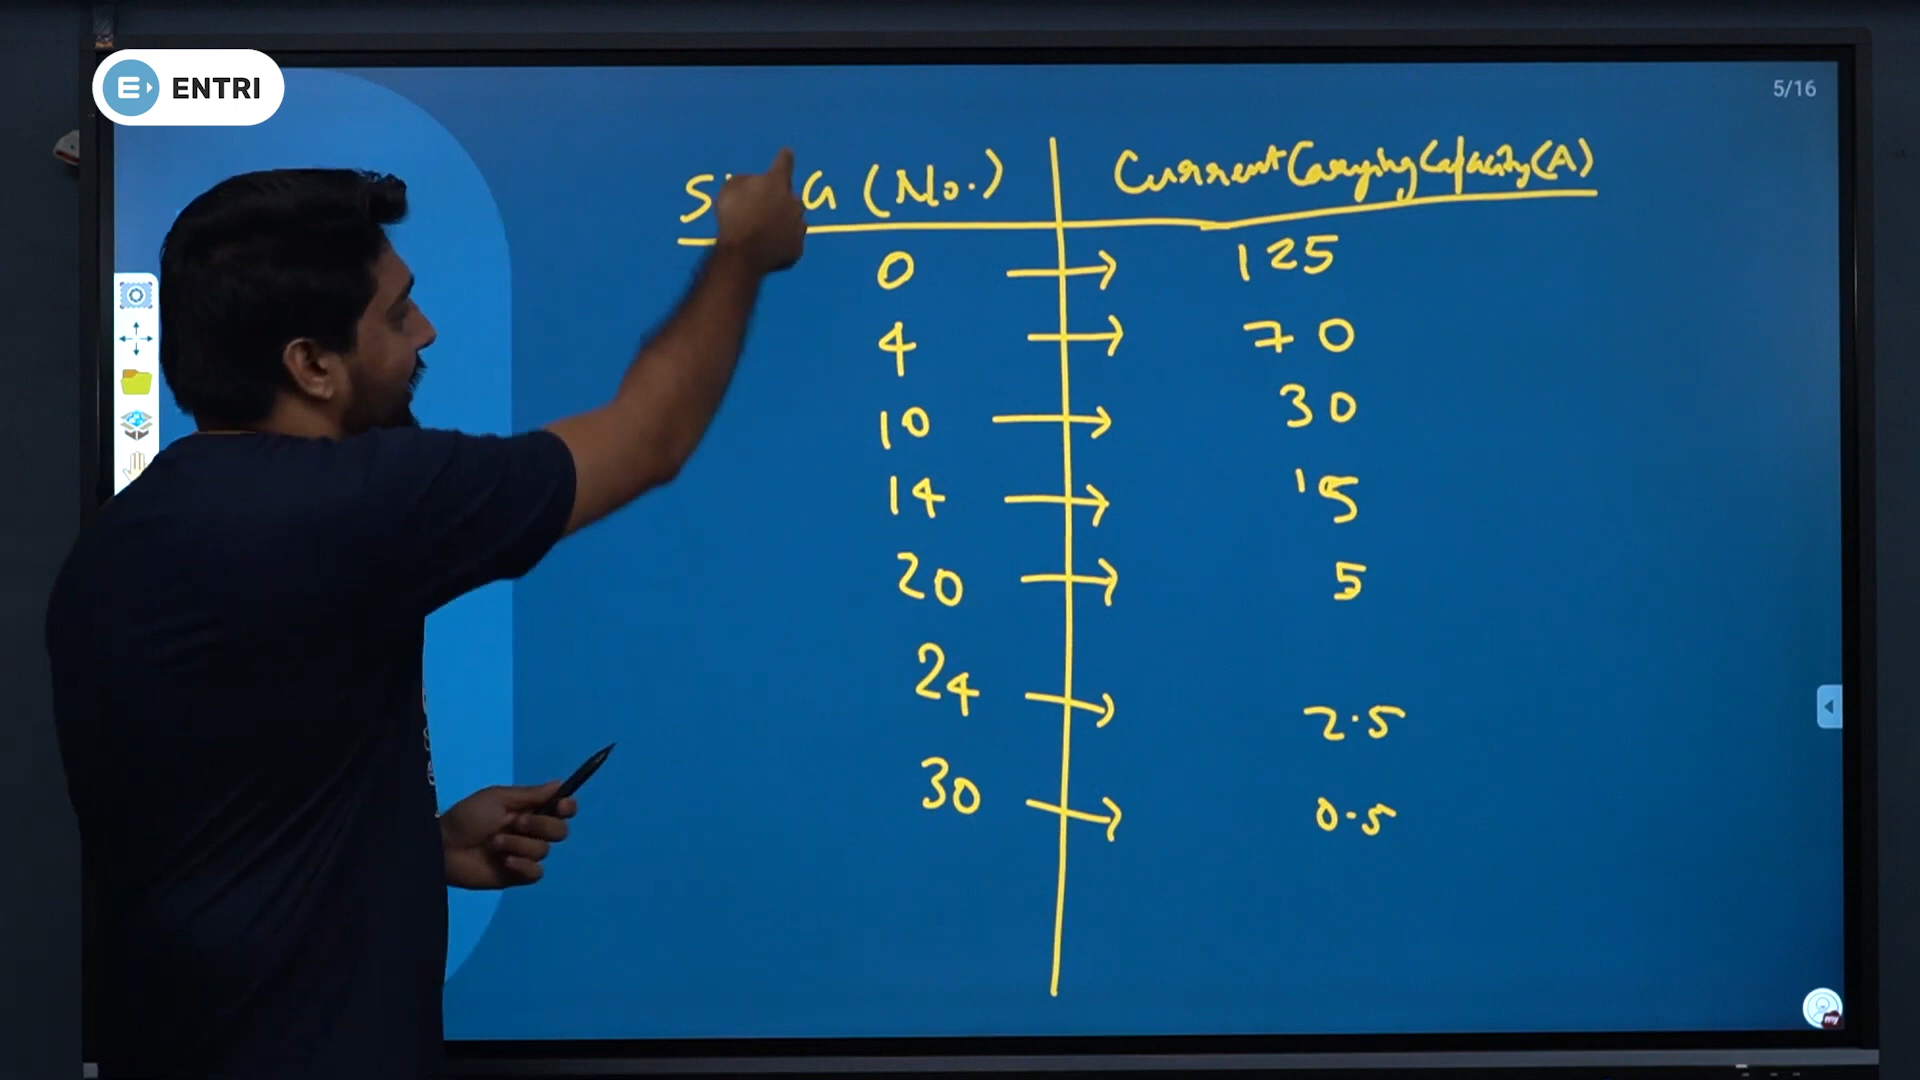 ENTRI
5/16
(No.) Current Carrying Capacity (A)
0 → 125
4 → 70
10 → 30
14 → 15
20 → 5
24 → 2.5
30 → 0.5
my